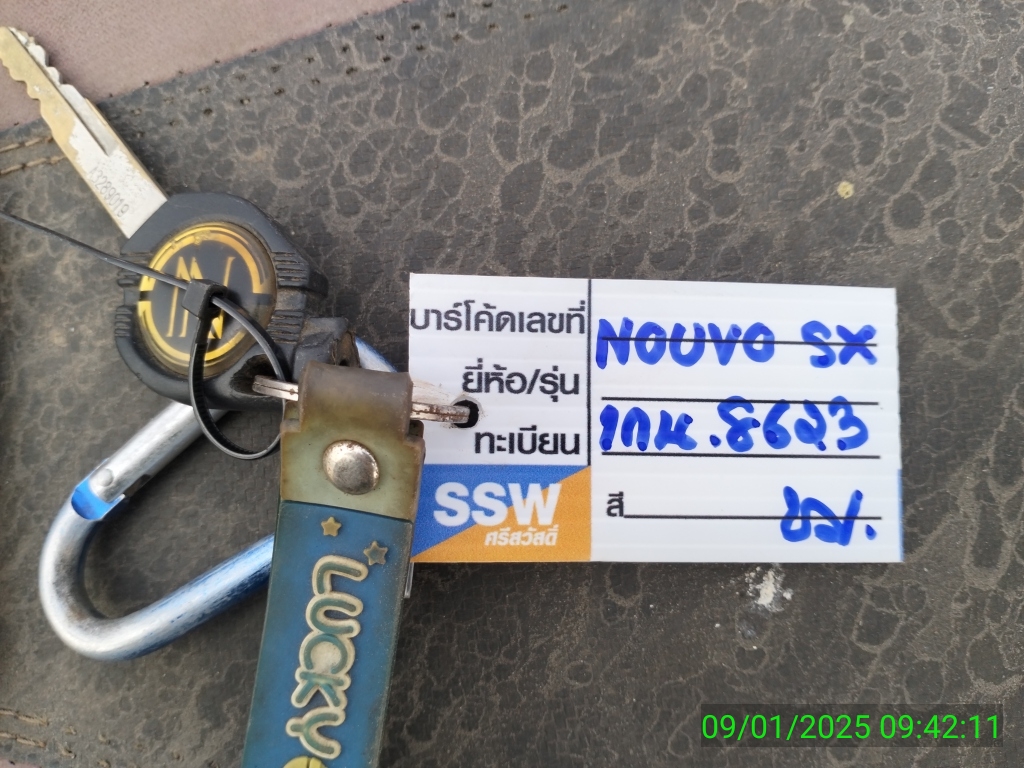 บาร์โค้ดเลขที่
NOUVO SX
ยี่ห้อ/รุ่น
ทะเบียน
1กน.8623
SSW
ศรีสวัสดิ์
สี
ชม.
LUCKY
09/01/2025 09:42:11